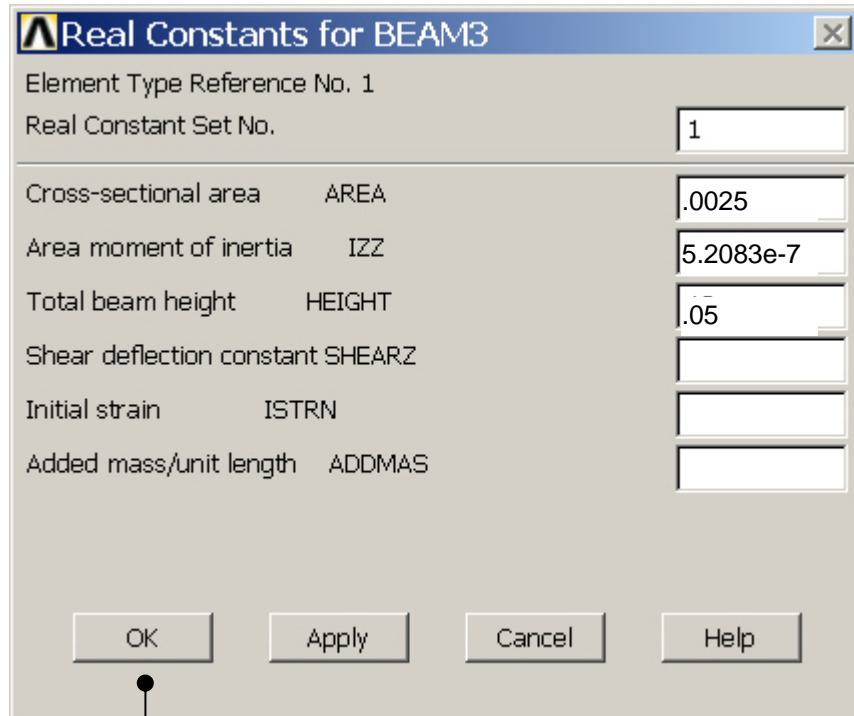 Real Constants for BEAM3
Element Type Reference No. 1
Real Constant Set No. 1
Cross-sectional area AREA .0025
Area moment of inertia IZZ 5.2083e-7
Total beam height HEIGHT .05
Shear deflection constant SHEARZ
Initial strain ISTRN
Added mass/unit length ADDMAS
OK Apply Cancel Help